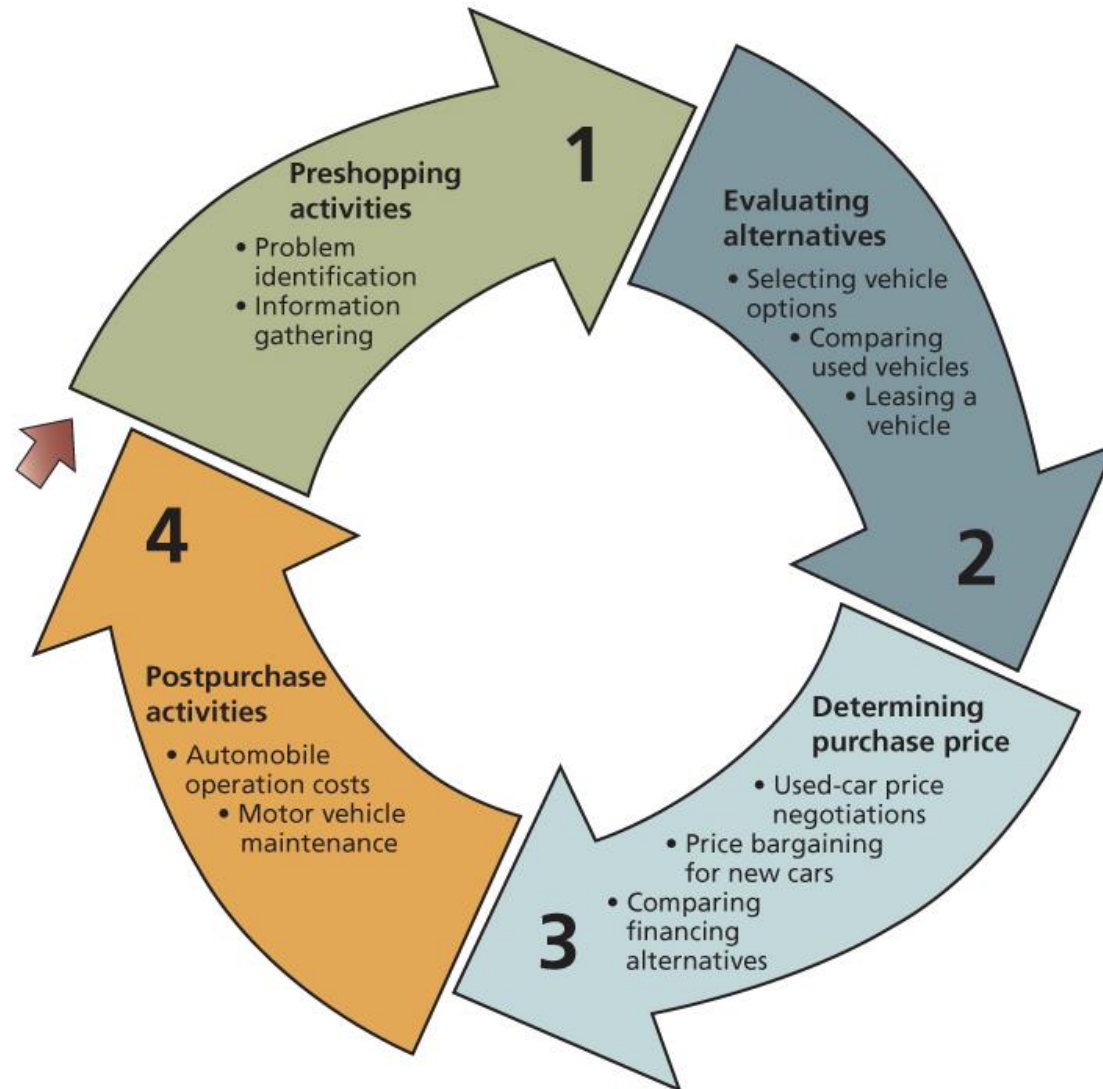 1
Preshopping
activities
• Problem
identification
• Information
gathering
Evaluating
alternatives
• Selecting vehicle
options
• Comparing
used vehicles
• Leasing a
vehicle
2
Determining
purchase price
• Used-car price
negotiations
• Price bargaining
for new cars
• Comparing
financing
alternatives
3
4
Postpurchase
activities
• Automobile
operation costs
• Motor vehicle
maintenance